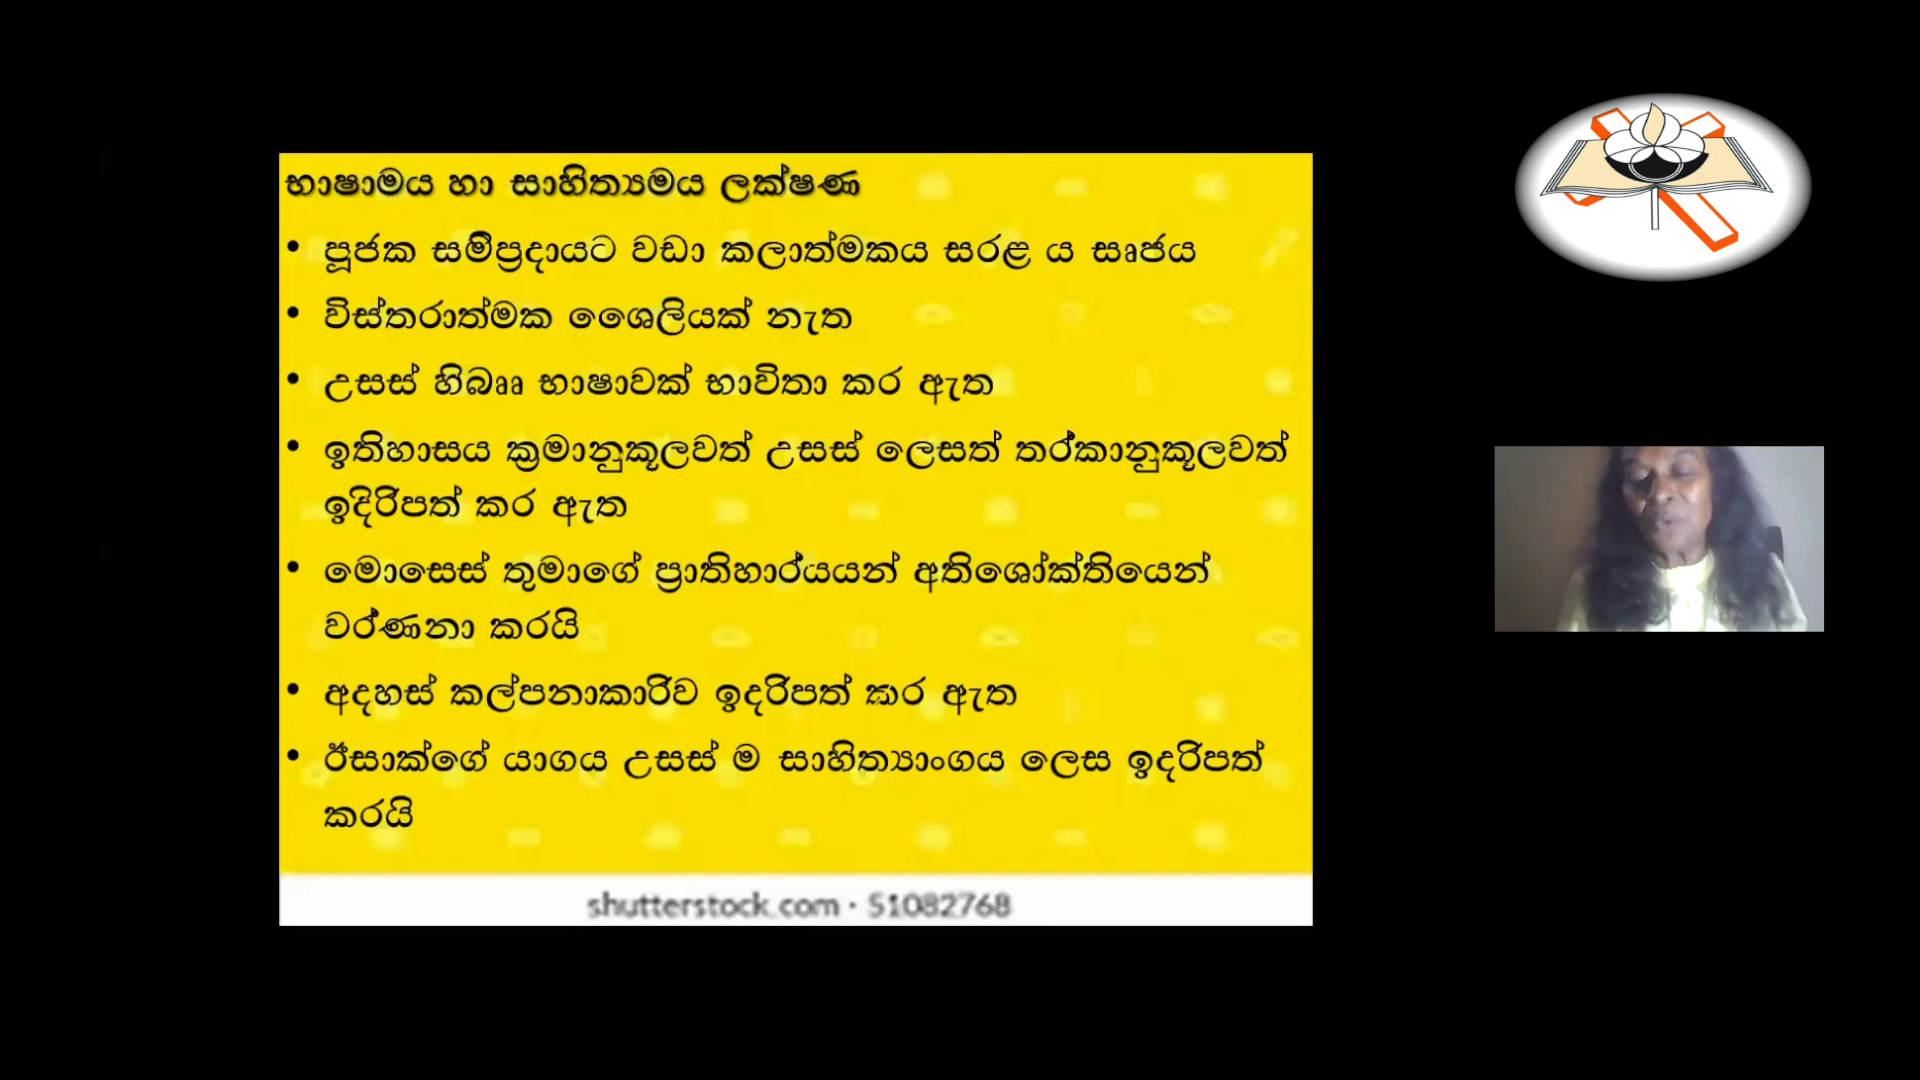 භාෂාමය හා සාහිත්‍යමය ලක්ෂණ
• පූජක සම්ප්‍රදායට වඩා කලාත්මකය සරළ ය සෘජය
• විස්තරාත්මක ශෛලියක් නැත
• උසස් හිබෲ භාෂාවක් භාවිතා කර ඇත
• ඉතිහාසය ක්‍රමානුකූලවත් උසස් ලෙසත් තර්කානුකූලවත්
ඉදිරිපත් කර ඇත
• මොසෙස් තුමාගේ ප්‍රාතිහාර්යයන් අතිශෝක්තියෙන්
වර්ණනා කරයි
• අදහස් කල්පනාකාරිව ඉදරිපත් කර ඇත
• ඊසාක්ගේ යාගය උසස් ම සාහිත්‍යාංගය ලෙස ඉදරිපත්
කරයි
shutterstock.com · 51082768